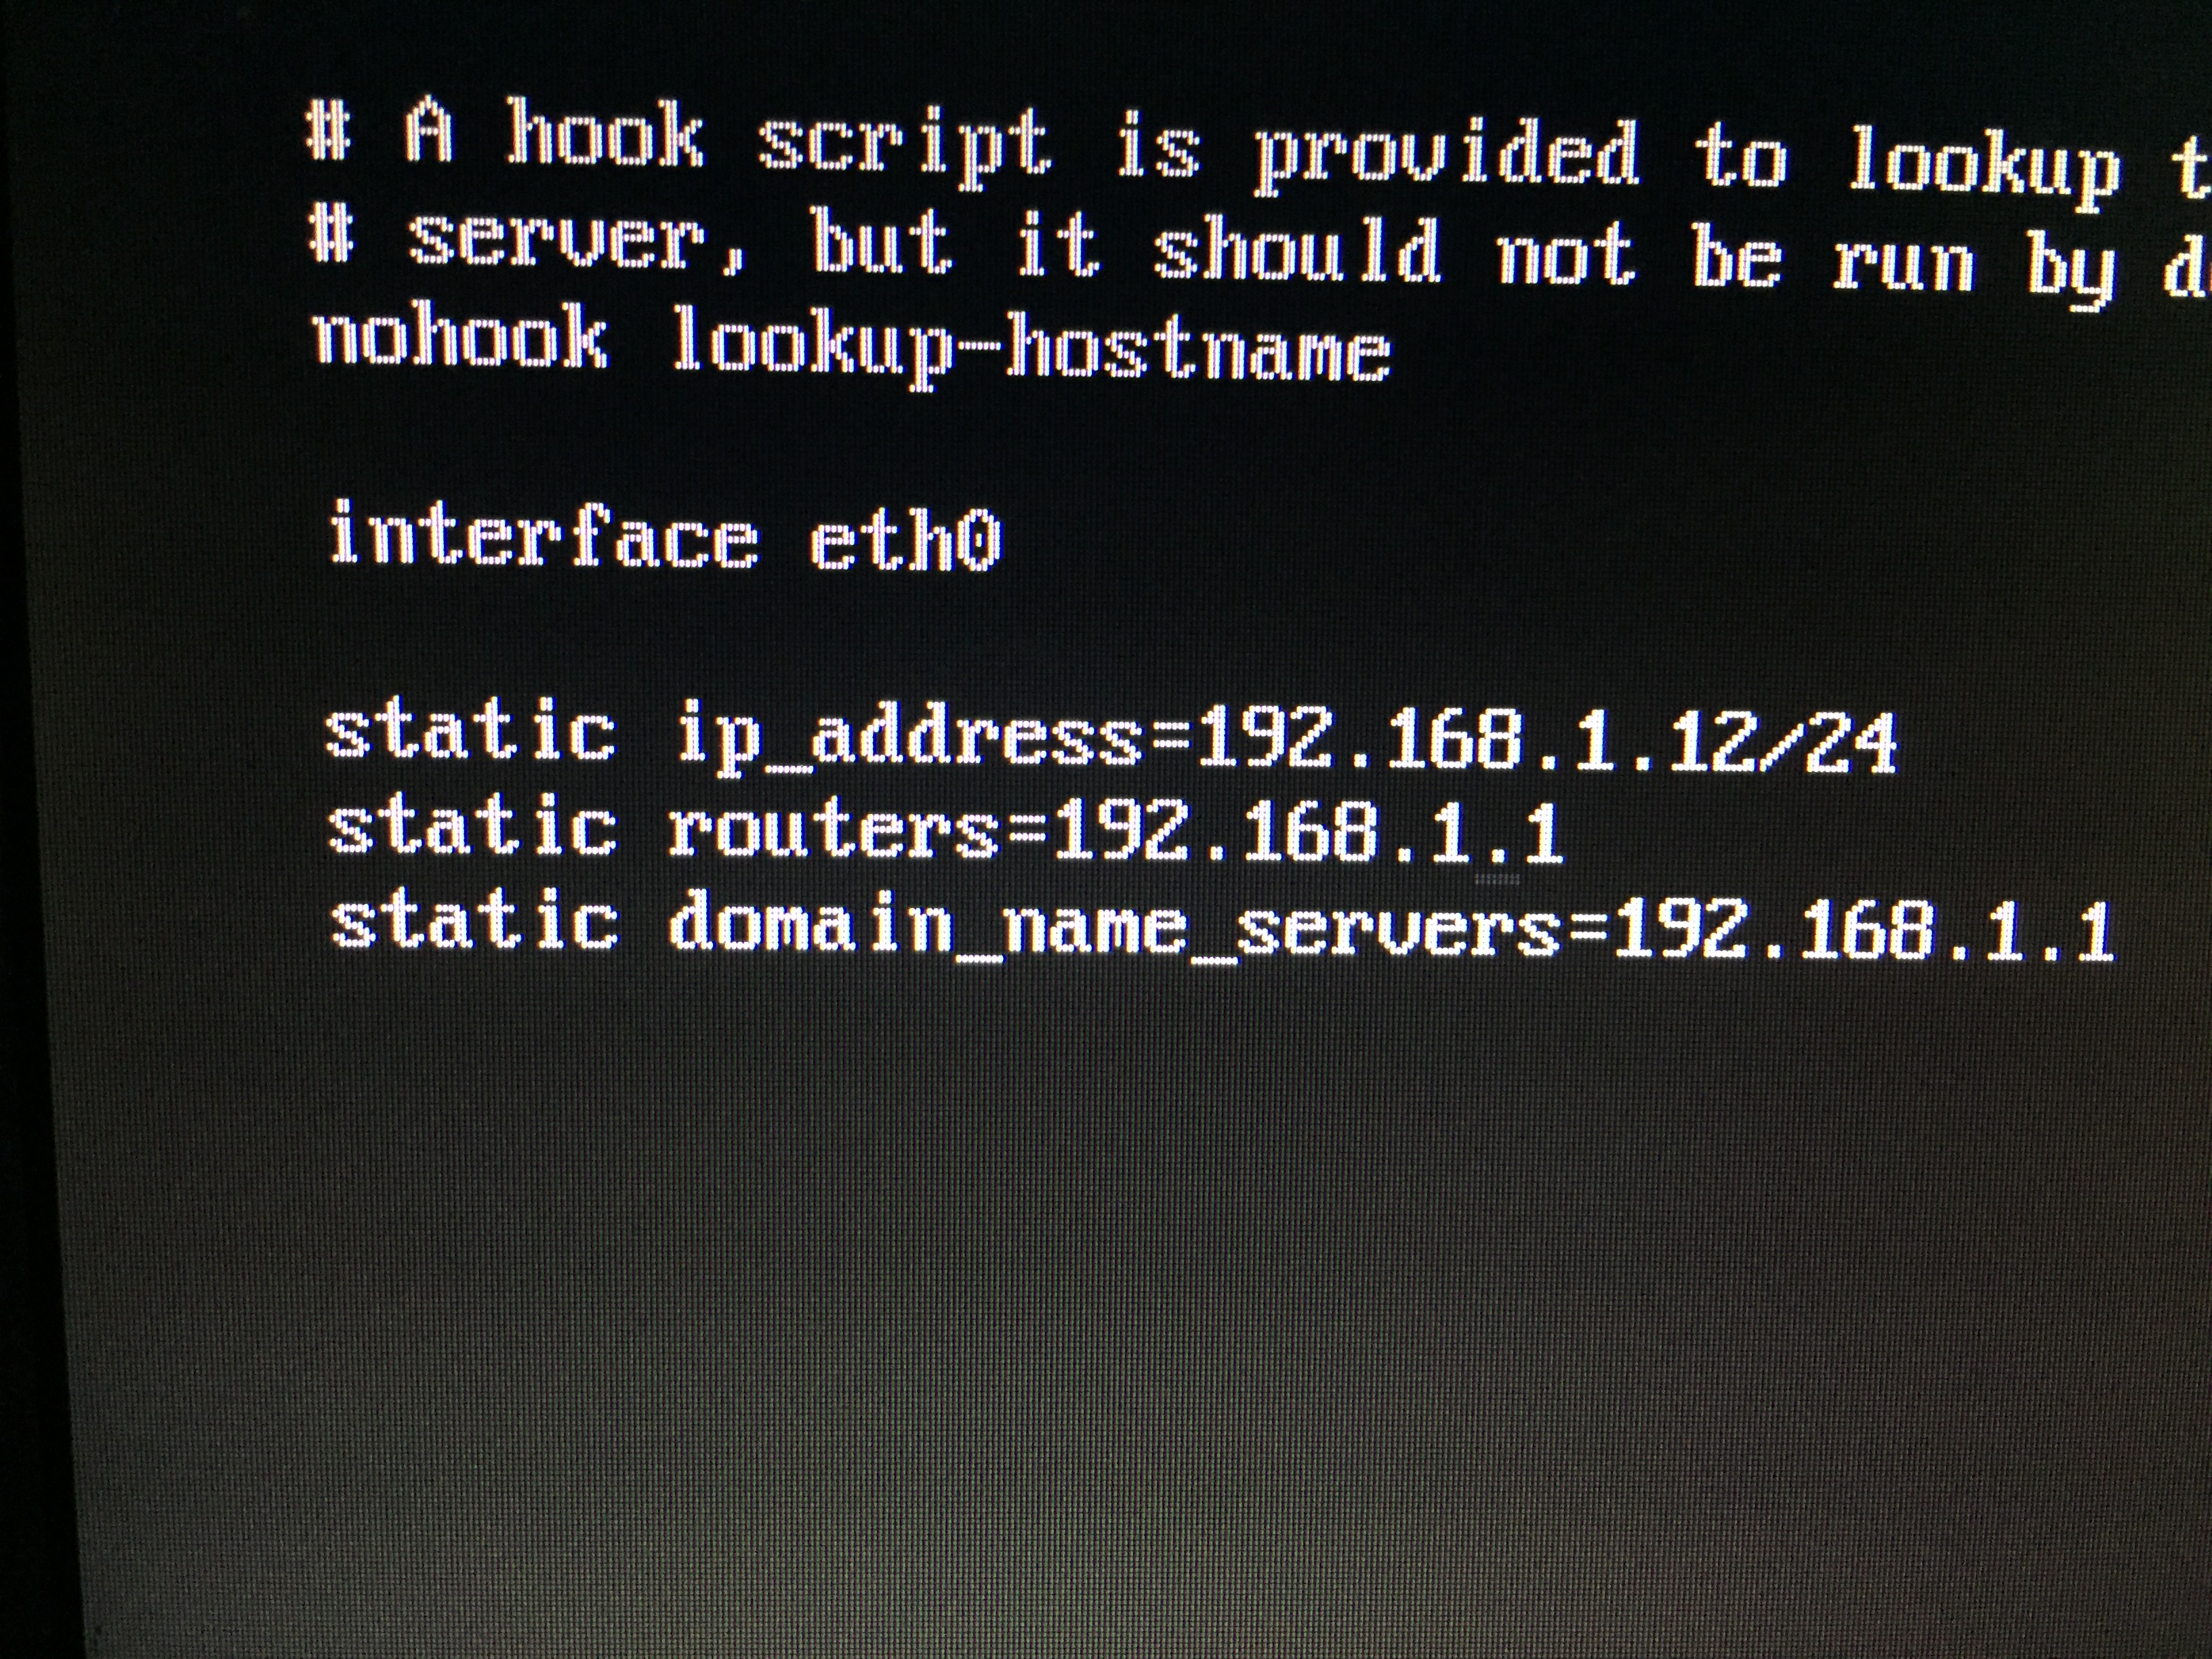 # A hook script is provided to lookup t
# server, but it should not be run by d
nohook lookup-hostname
interface eth0
static ip_address=192.168.1.12/24
static routers=192.168.1.1
static domain_name_servers=192.168.1.1